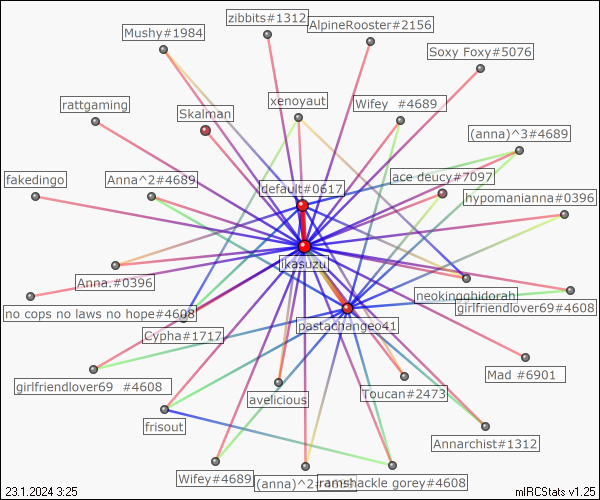 zibbits#1312
AlpineRooster#2156
Mushy#1984
Soxy Foxy#5076
xenoyaut
rattgaming
Wifey  #4689
Skalman
(anna)^3#4689
ace deucy#7097
fakedingo
Anna^2#4689
default#0617
hypomanianna#0396
ikasuzu
Anna.#0396
neokingghidorah
girlfriendlover69#4608
no cops no laws no hope#4608
pastachangeo41
Cypha#1717
Mad #6901
girlfriendlover69  #4608
Toucan#2473
avelicious
frisout
Annarchist#1312
Wifey#4689
(anna)^2
ramshackle gorey#4608
23.1.2024 3:25
mIRCStats v1.25